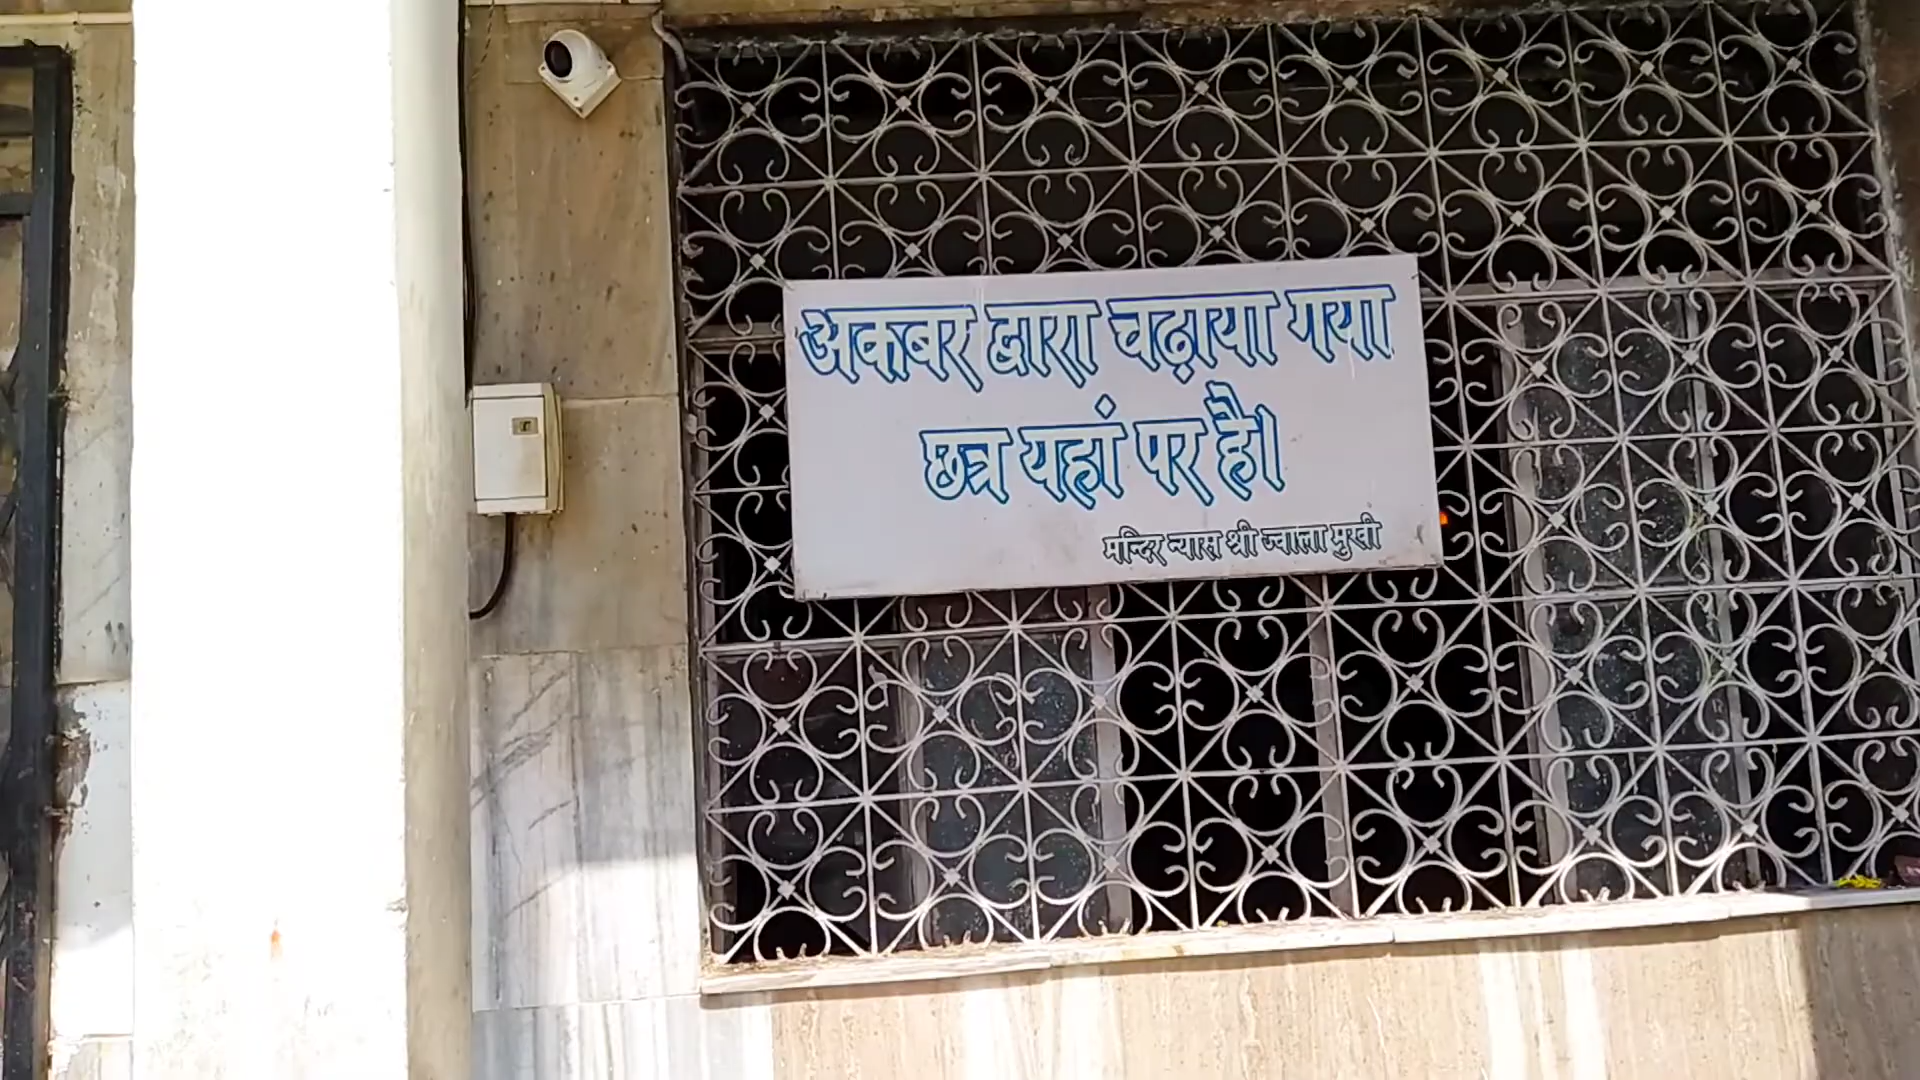 अकबर द्वारा चढ़ाया गया
छत्र यहां पर है।
मन्दिर न्यास श्री ज्वाला मुखी